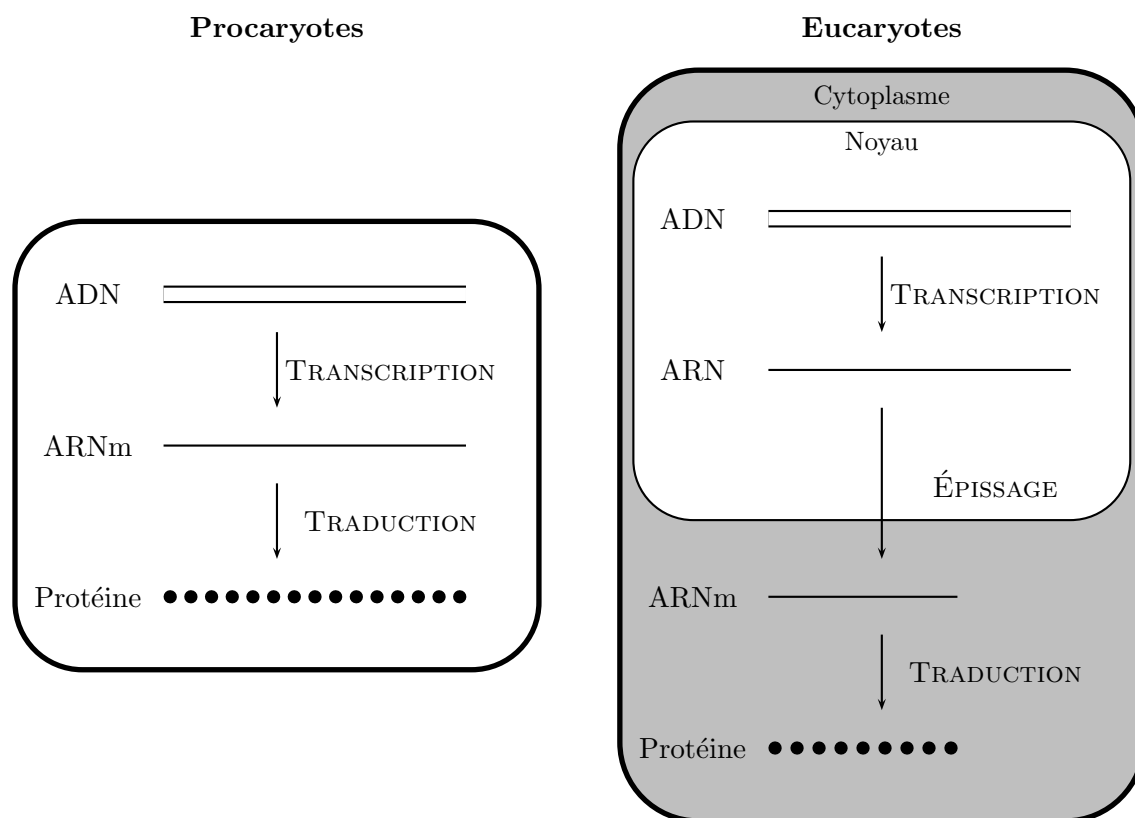 Procaryotes
ADN
TRANSCRIPTION
ARNm
TRADUCTION
Protéine
Eucaryotes
Cytoplasme
Noyau
ADN
TRANSCRIPTION
ARN
ÉPISSAGE
ARNm
TRADUCTION
Protéine